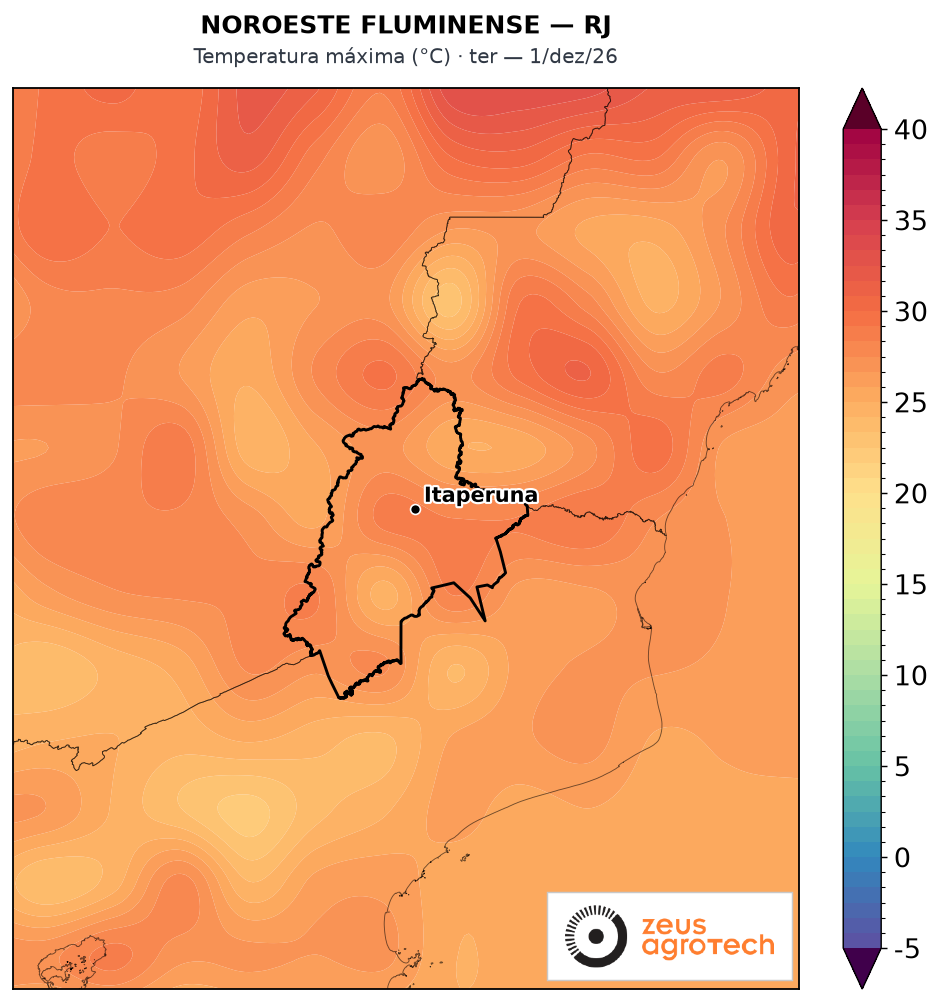 NOROESTE FLUMINENSE — RJ
Temperatura máxima (°C) · ter — 1/dez/26
40
35
30
25
20
15
10
5
0
-5
Itaperuna
zeus
agrotech